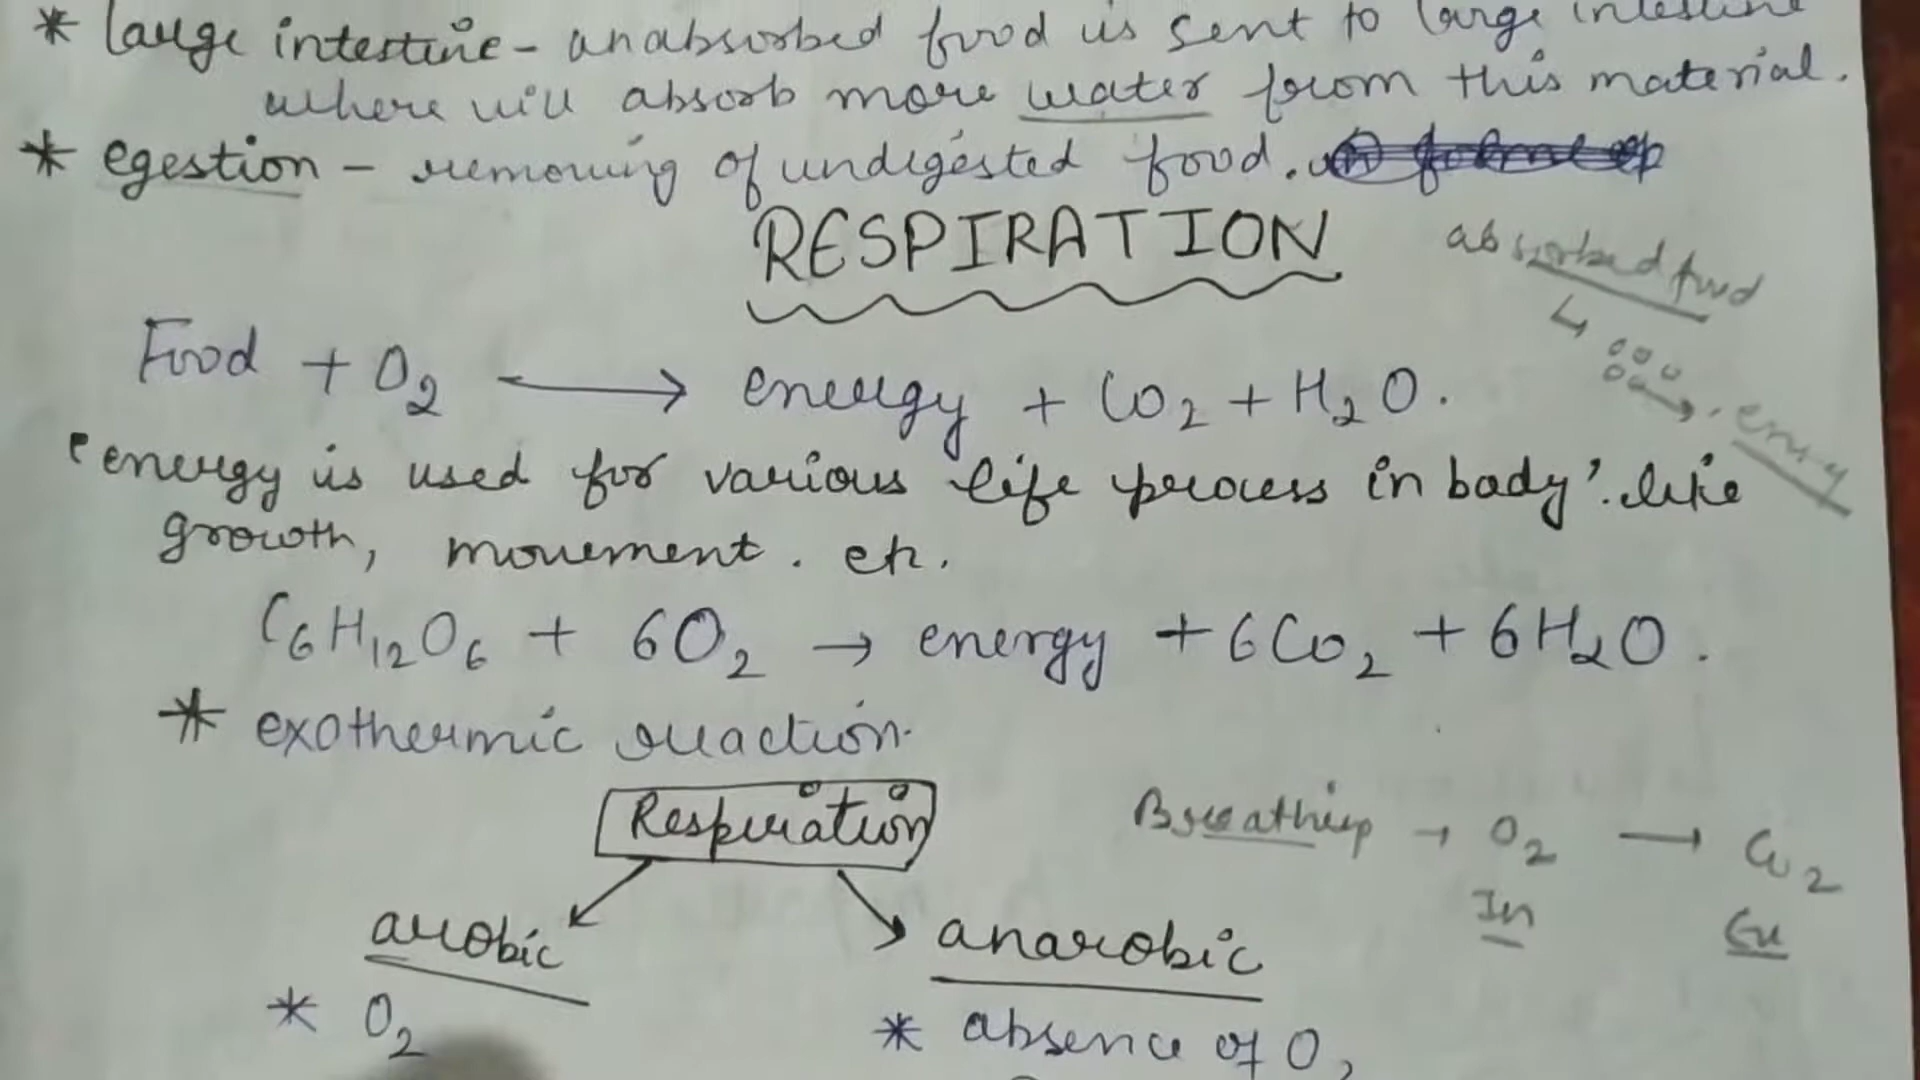 * large intestine - unabsorbed food is sent to large intestine
where will absorb more water from this material.
* egestion - removing of undigested food.
RESPIRATION
absorbed food
↳
→ energy
Food + O2 → energy + CO2 + H2O.
'energy is used for various life process in body'. like
growth, movement. etc.
C6H12O6 + 6O2 → energy + 6CO2 + 6H2O.
* exothermic reaction.
Respiration
Breathing → O2 → CO2
In
aerobic
anarobic
* O2
* absence of O2